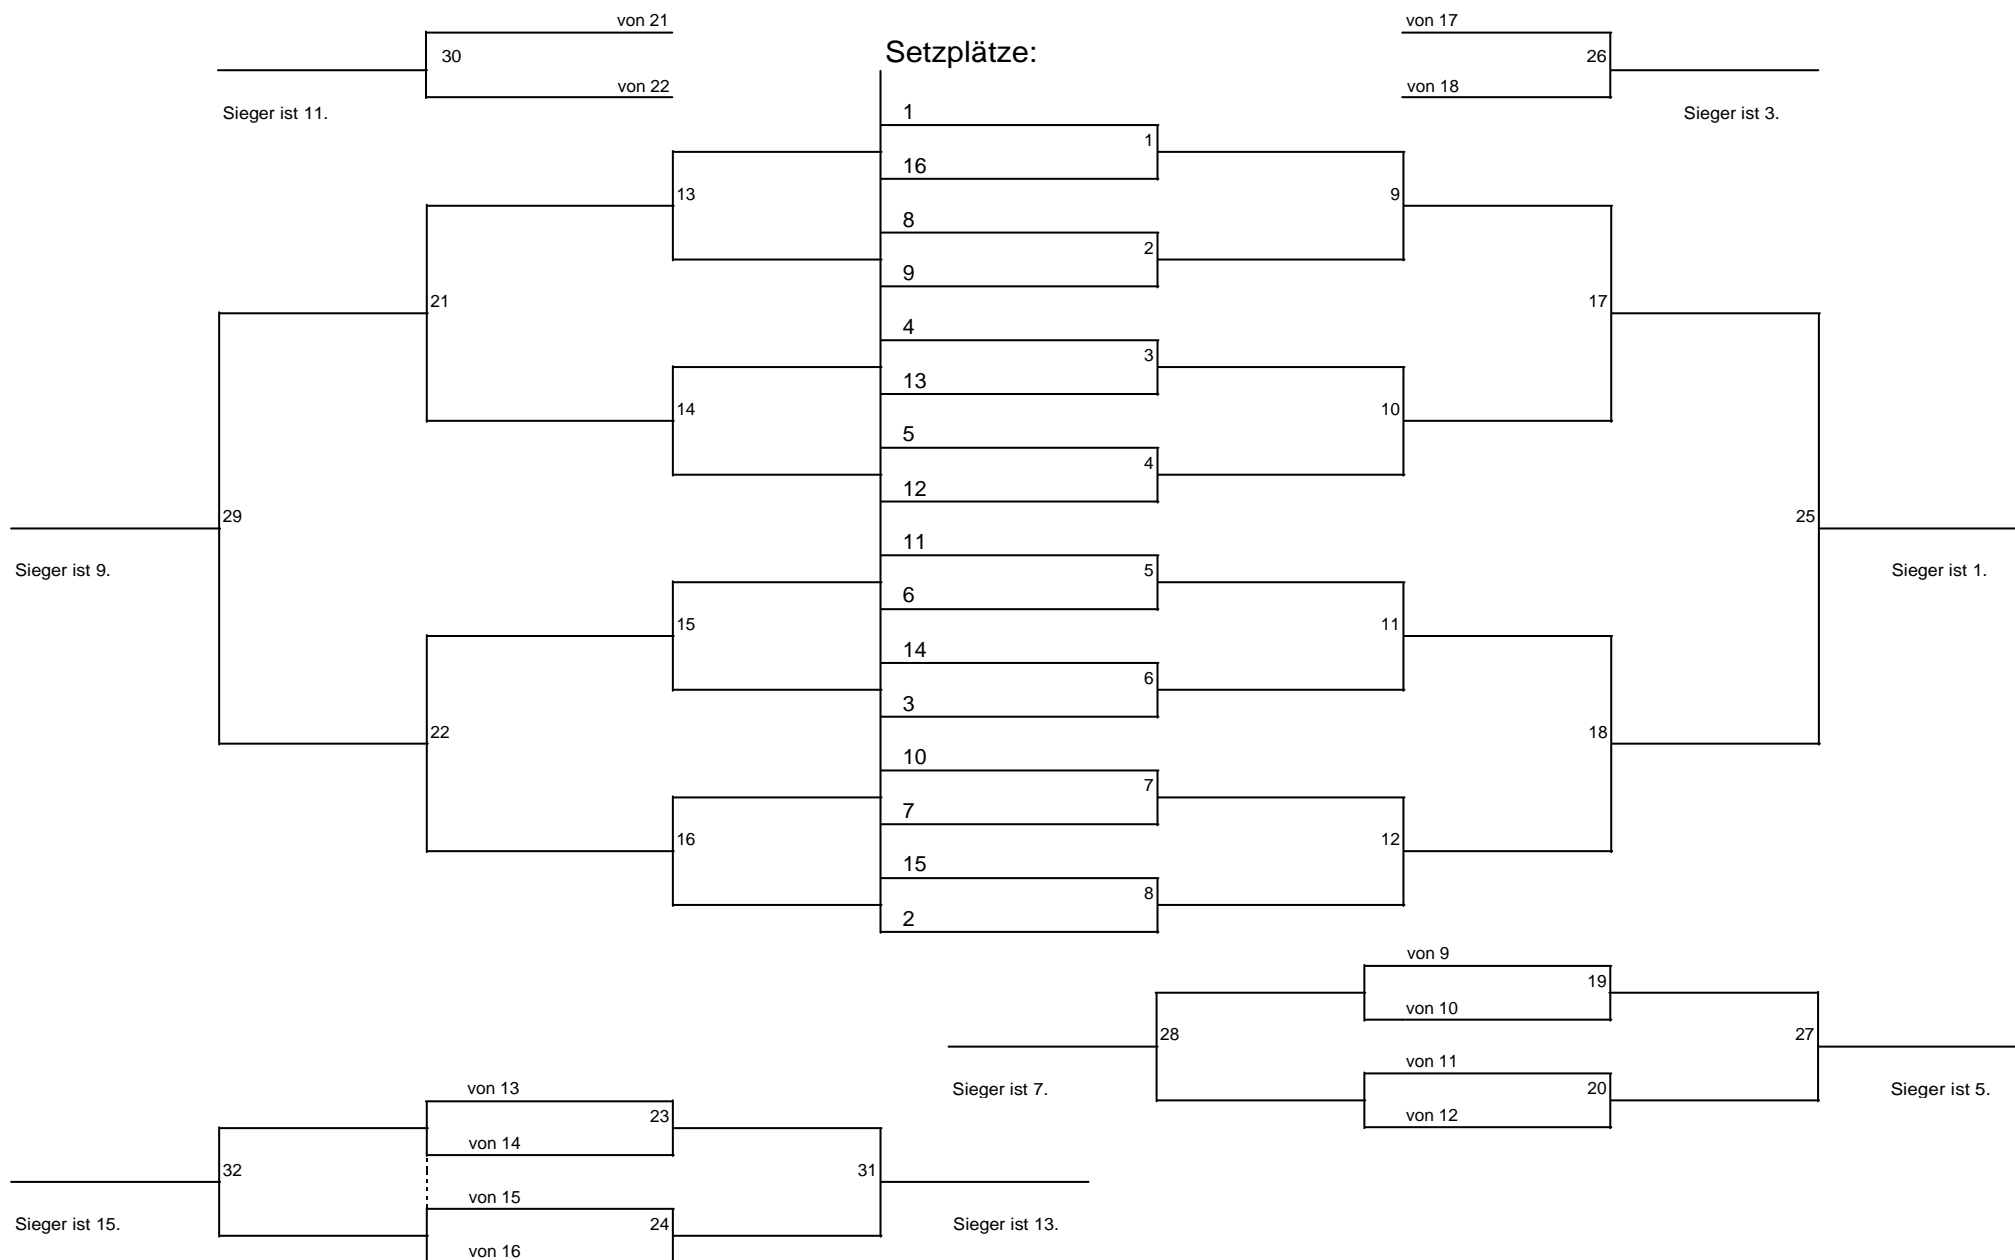 von 21
von 17
30
Setzplätze:
26
von 22
von 18
Sieger ist 11.
1
Sieger ist 3.
1
16
13
9
8
2
9
21
17
4
3
13
14
10
5
4
12
29
25
11
Sieger ist 9.
5
Sieger ist 1.
6
15
11
14
6
3
22
18
10
7
7
16
12
15
8
2
von 9
19
von 10
28
27
von 11
von 13
Sieger ist 7.
20
Sieger ist 5.
23
von 12
von 14
32
31
von 15
Sieger ist 15.
24
Sieger ist 13.
von 16